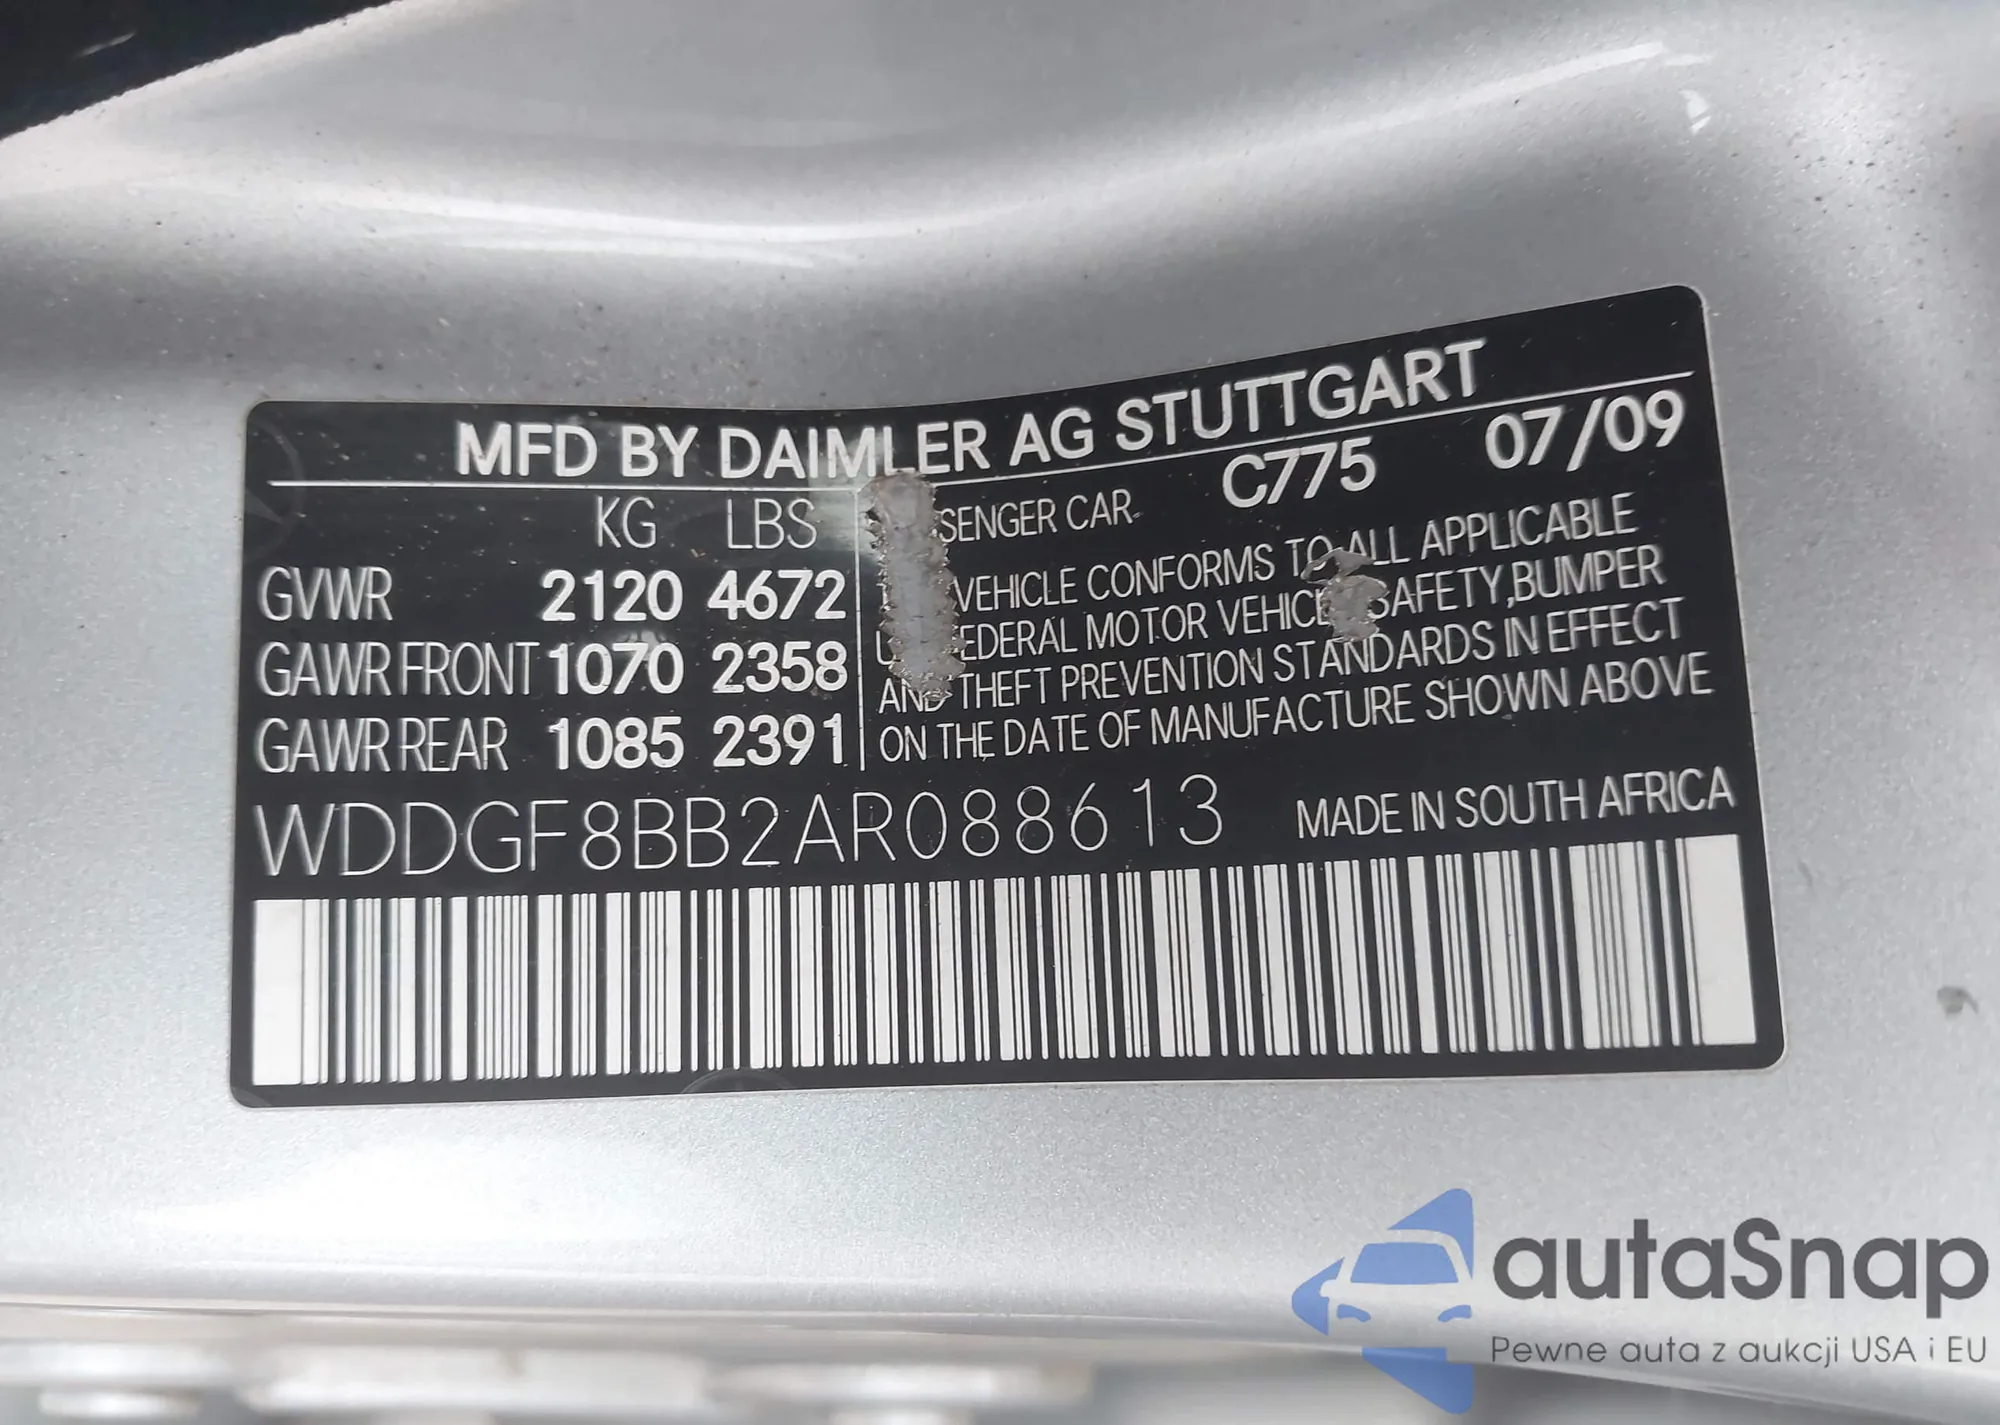 MFD BY DAIMLER AG STUTTGART
KG LBS
GVWR 2120 4672
GAWR FRONT 1070 2358
GAWR REAR 1085 2391
C775 07/09
SENGER CAR
VEHICLE CONFORMS TO ALL APPLICABLE
EDERAL MOTOR VEHICL SAFETY, BUMPER
AND THEFT PREVENTION STANDARDS IN EFFECT
ON THE DATE OF MANUFACTURE SHOWN ABOVE
WDDGF8BB2AR088613 MADE IN SOUTH AFRICA
autaSnap
Pewne auta z aukcji USA i EU